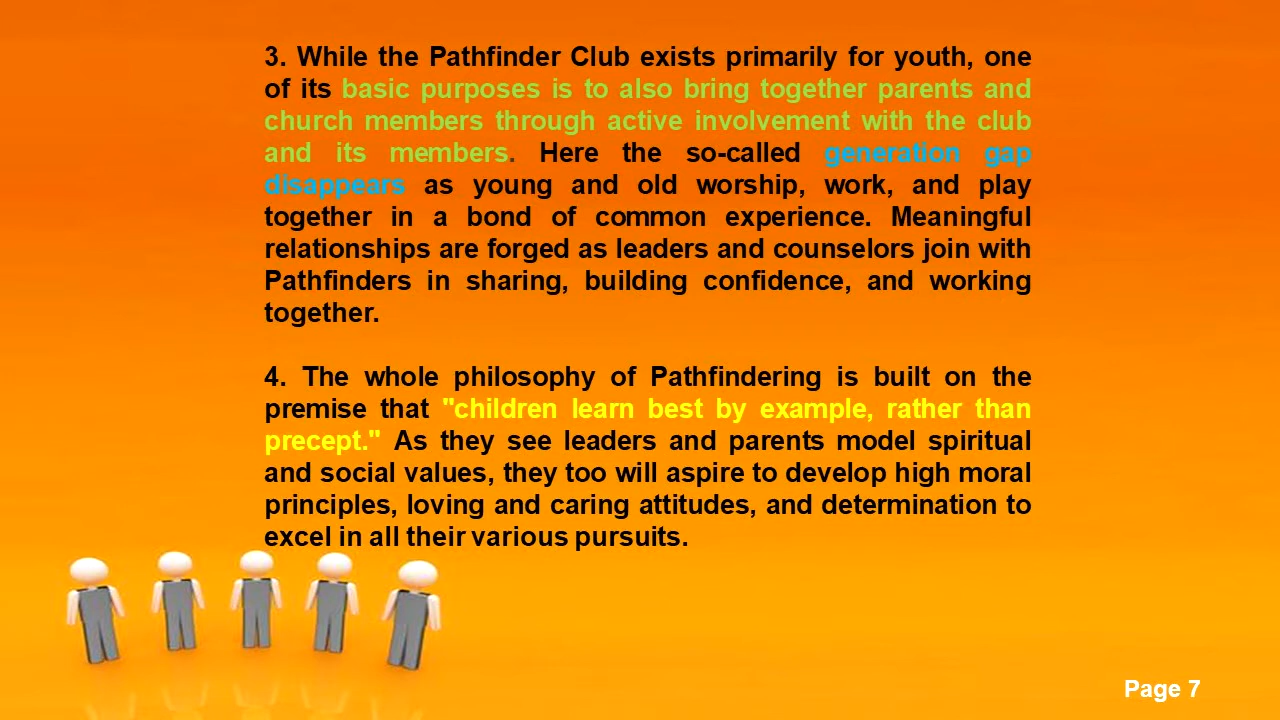 3. While the Pathfinder Club exists primarily for youth, one
of its basic purposes is to also bring together parents and
church members through active involvement with the club
and its members. Here the so-called generation gap
disappears as young and old worship, work, and play
together in a bond of common experience. Meaningful
relationships are forged as leaders and counselors join with
Pathfinders in sharing, building confidence, and working
together.
4. The whole philosophy of Pathfindering is built on the
premise that "children learn best by example, rather than
precept." As they see leaders and parents model spiritual
and social values, they too will aspire to develop high moral
principles, loving and caring attitudes, and determination to
excel in all their various pursuits.
Page 7